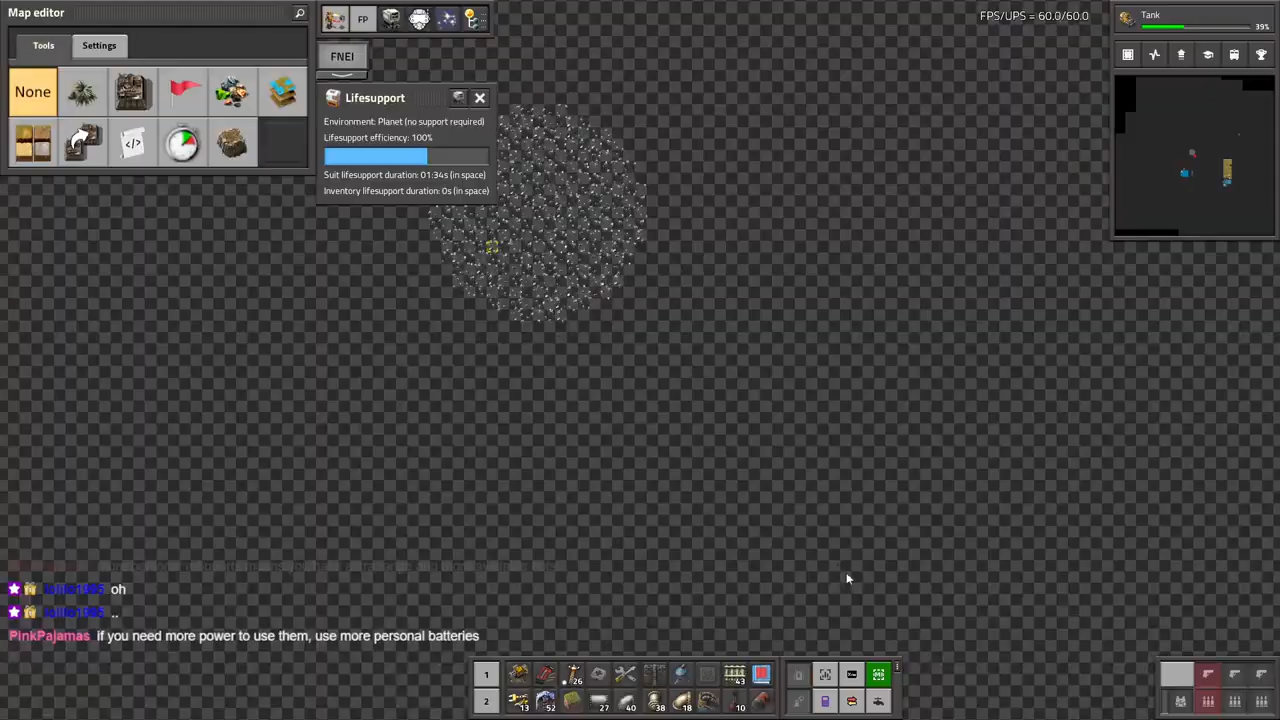 Map editor
FP
FPS/UPS = 60.0/60.0
Tank
39%
Tools
Settings
FNEI
None
Lifesupport
Environment: Planet (no support required)
Lifesupport efficiency: 100%
Suit lifesupport duration: 01:34s (in space)
Inventory lifesupport duration: 0s (in space)
oh
..
PinkPajamas if you need more power to use them, use more personal batteries
1
26
43
2
13
52
27
40
38
18
10